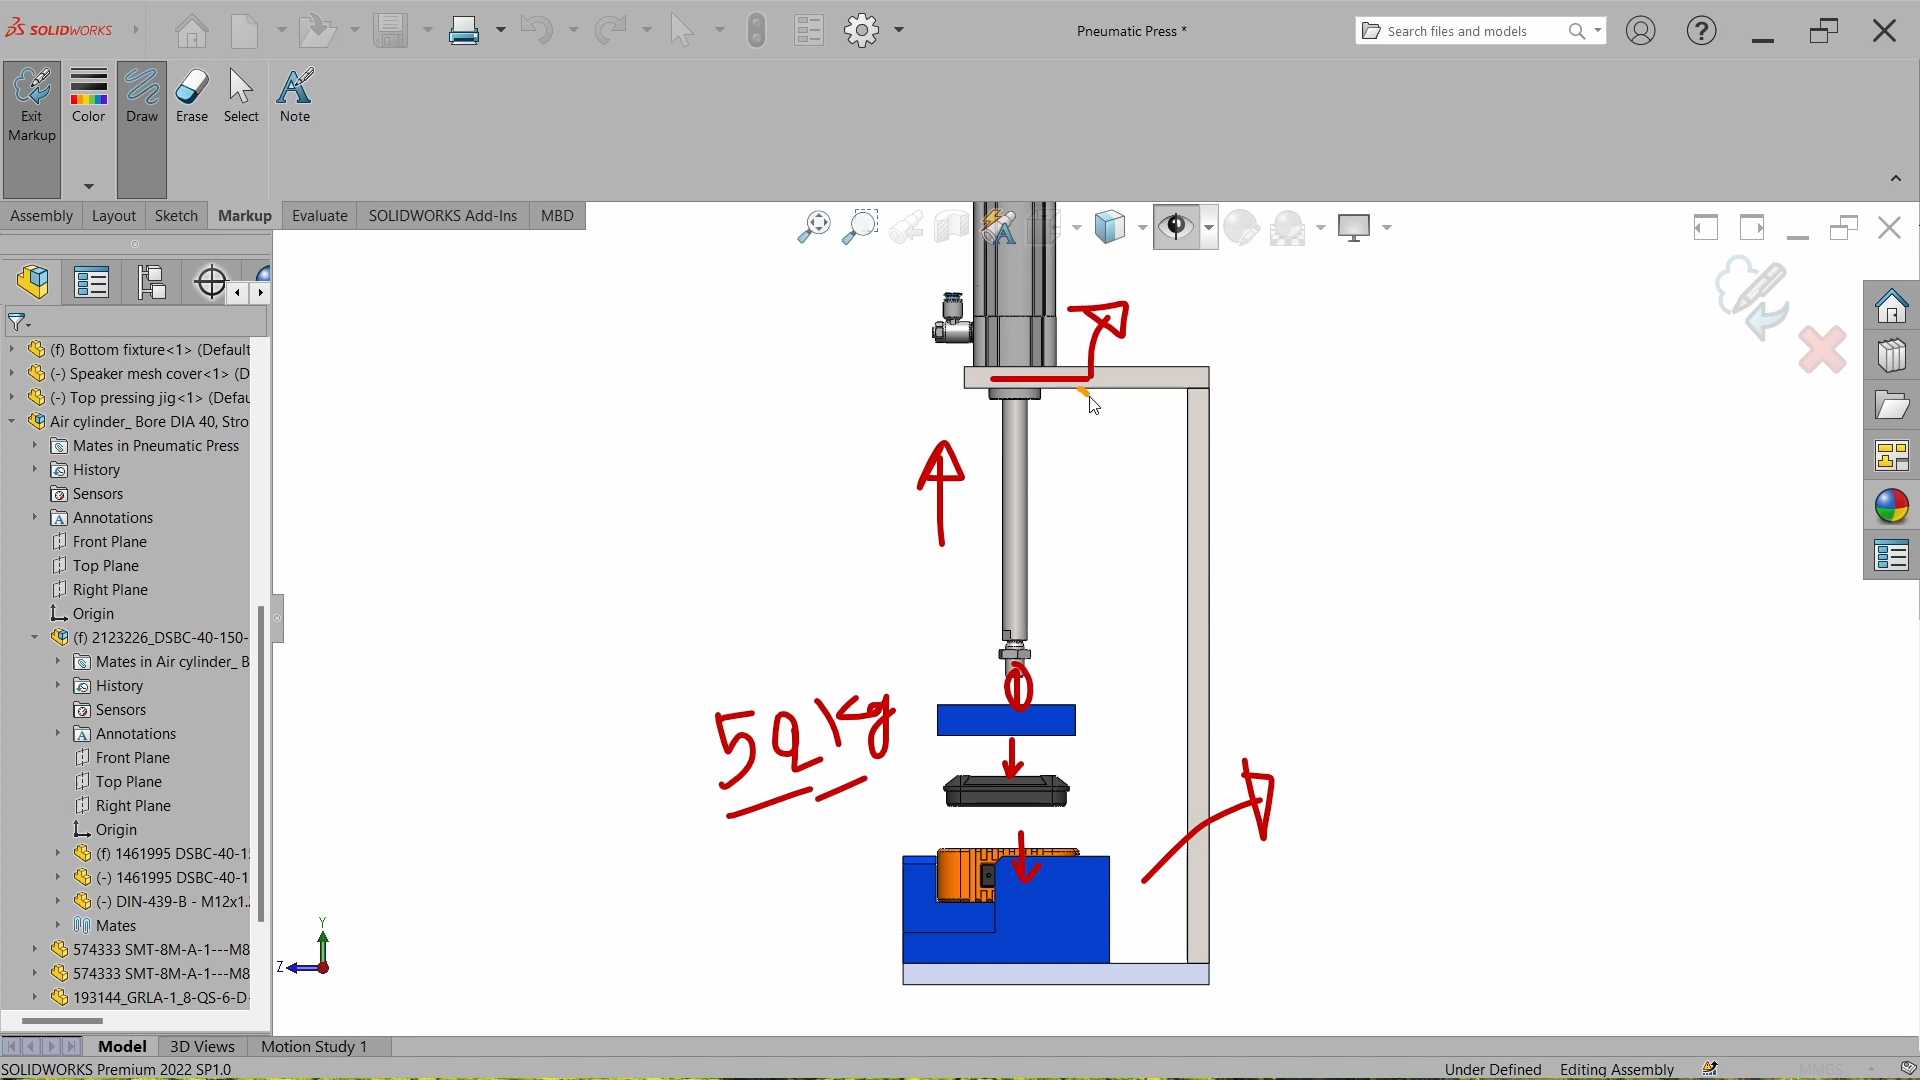 SOLIDWORKS
Pneumatic Press *
Search files and models
Exit
Markup
Color
Draw
Erase
Select
Note
Assembly
Layout
Sketch
Markup
Evaluate
SOLIDWORKS Add-Ins
MBD
(f) Bottom fixture<1> (Default
(-) Speaker mesh cover<1> (D
(-) Top pressing jig<1> (Defau
Air cylinder_ Bore DIA 40, Stro
Mates in Pneumatic Press
History
Sensors
Annotations
Front Plane
Top Plane
Right Plane
Origin
(f) 2123226_DSBC-40-150-
Mates in Air cylinder_ B
History
Sensors
Annotations
Front Plane
Top Plane
Right Plane
Origin
(f) 1461995 DSBC-40-1
(-) 1461995 DSBC-40-1
(-) DIN-439-B - M12x1.
Mates
574333 SMT-8M-A-1---M8
574333 SMT-8M-A-1---M8
193144_GRLA-1_8-QS-6-D
52 kg
Y
Z
Model
3D Views
Motion Study 1
SOLIDWORKS Premium 2022 SP1.0
Under Defined
Editing Assembly
MMGS